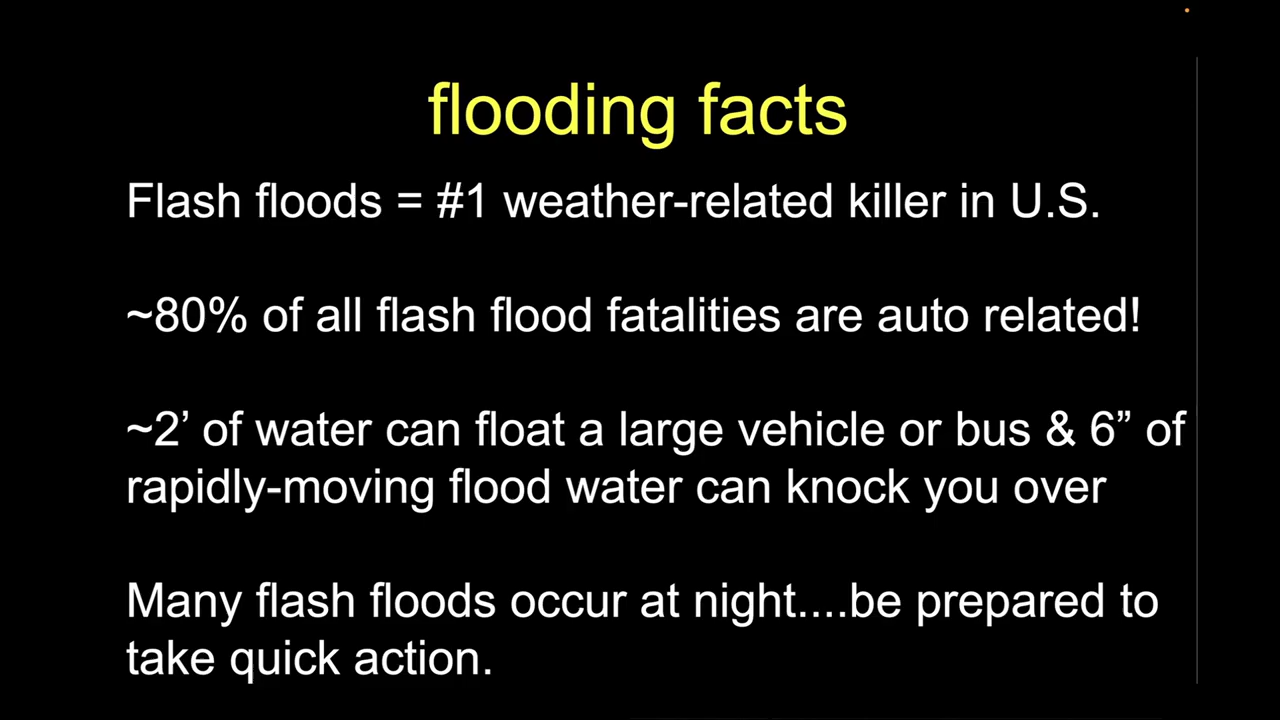 flooding facts
Flash floods = #1 weather-related killer in U.S.
~80% of all flash flood fatalities are auto related!
~2’ of water can float a large vehicle or bus & 6” of
rapidly-moving flood water can knock you over
Many flash floods occur at night....be prepared to
take quick action.